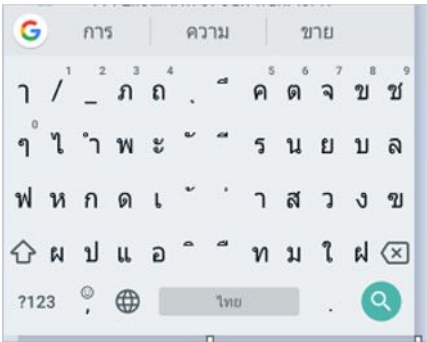 G การ ความ ขาย
1 2 3 4 5 6 7 8 9
ๅ / _ ภ ถ ุ ึ ค ต จ ข ช
0
ๆ ไ ำ พ ะ ั ี ร น ย บ ล
ฟ ห ก ด เ ้ ่ า ส ว ง ข
ผ ป แ อ ิ ื ท ม ใ ฝ
?123 , ไทย .